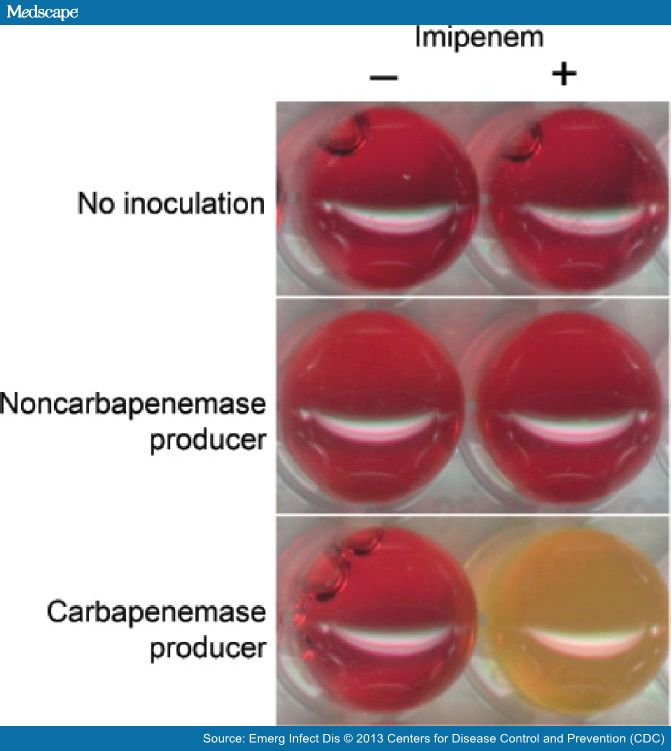 Medscape
Imipenem
– +
No inoculation
Noncarbapenemase
producer
Carbapenemase
producer
Source: Emerg Infect Dis © 2013 Centers for Disease Control and Prevention (CDC)